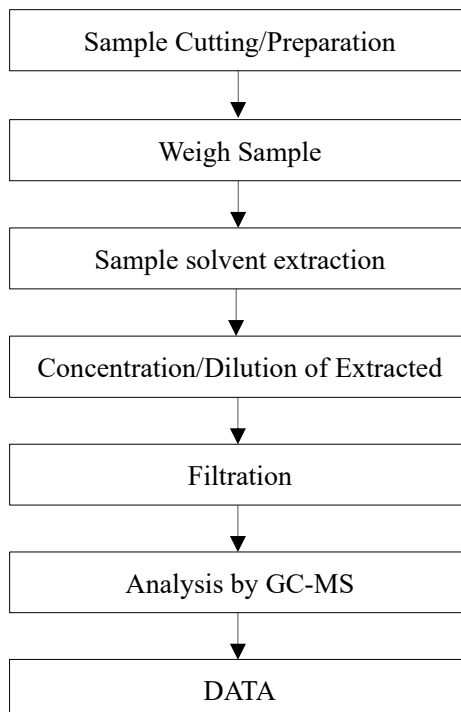 Sample Cutting/Preparation
Weigh Sample
Sample solvent extraction
Concentration/Dilution of Extracted
Filtration
Analysis by GC-MS
DATA